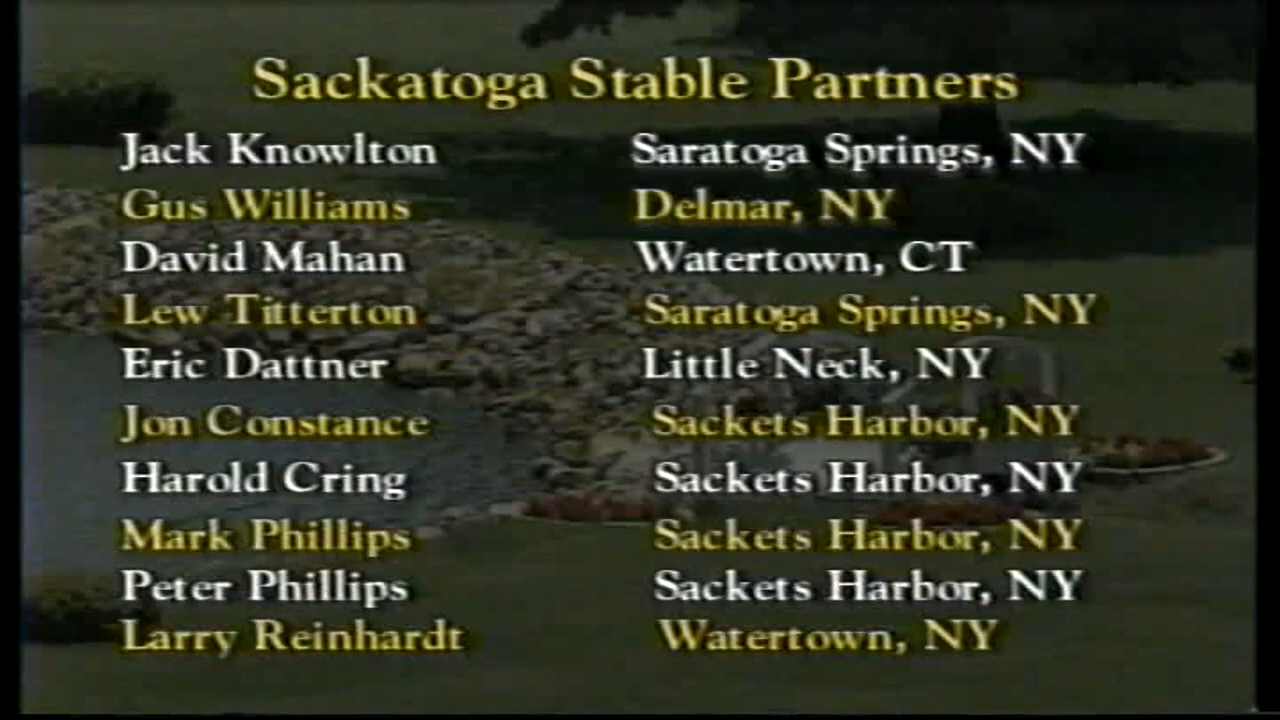 Sackatoga Stable Partners
Jack Knowlton Saratoga Springs, NY
Gus Williams Delmar, NY
David Mahan Watertown, CT
Lew Titterton Saratoga Springs, NY
Eric Dattner Little Neck, NY
Jon Constance Sackets Harbor, NY
Harold Cring Sackets Harbor, NY
Mark Phillips Sackets Harbor, NY
Peter Phillips Sackets Harbor, NY
Larry Reinhardt Watertown, NY